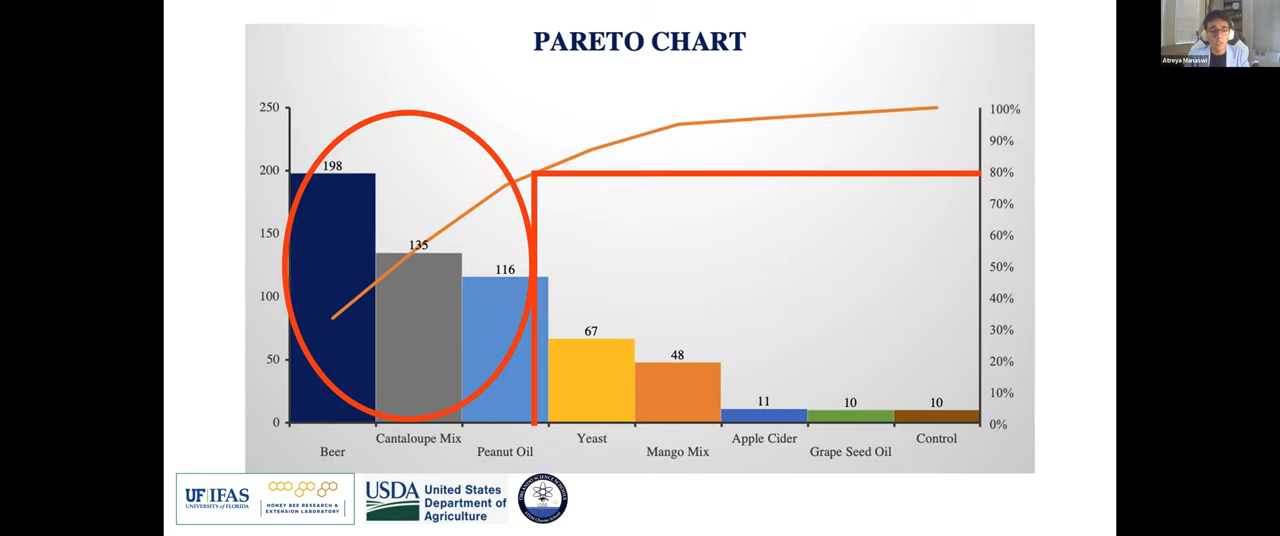 PARETO CHART
Atreya Manaswi
250
200
150
100
50
0
198
135
116
67
48
11
10
10
100%
90%
80%
70%
60%
50%
40%
30%
20%
10%
0%
Beer
Cantaloupe Mix
Peanut Oil
Yeast
Mango Mix
Apple Cider
Grape Seed Oil
Control
UF|IFAS
UNIVERSITY of FLORIDA
HONEY BEE RESEARCH &
EXTENSION LABORATORY
USDA
United States
Department of
Agriculture
ORLANDO SCIENCE SCHOOLS